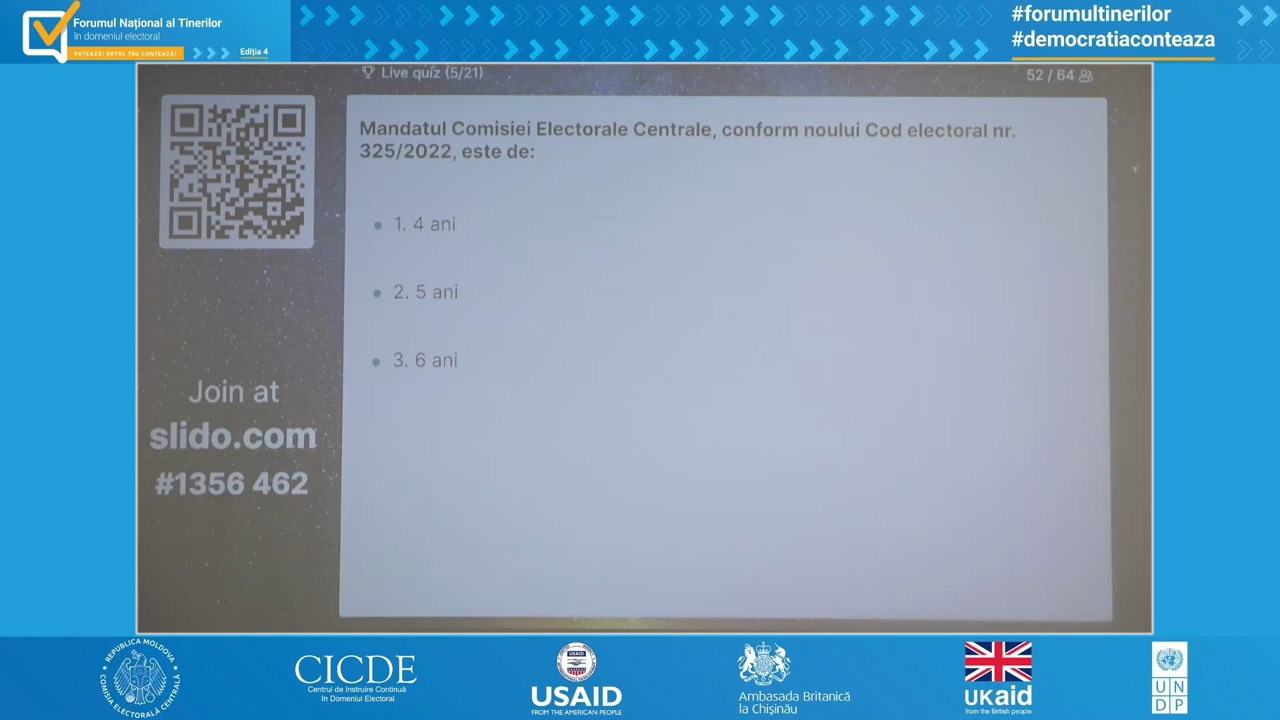 Forumul Național al Tinerilor
în domeniul electoral
VOTEAZĂ! VOTUL TĂU CONTEAZĂ!
Ediția 4
#forumultinerilor
#democratiaconteaza
Live quiz (5/21)
52 / 64
Mandatul Comisiei Electorale Centrale, conform noului Cod electoral nr.
325/2022, este de:
1. 4 ani
2. 5 ani
3. 6 ani
Join at
slido.com
#1356 462
REPUBLICA MOLDOVA
COMISIA ELECTORALĂ CENTRALĂ
CICDE
Centrul de Instruire Continuă
în Domeniul Electoral
USAID
USAID
FROM THE AMERICAN PEOPLE
Ambasada Britanică
la Chișinău
UKaid
from the British people
U N
D P